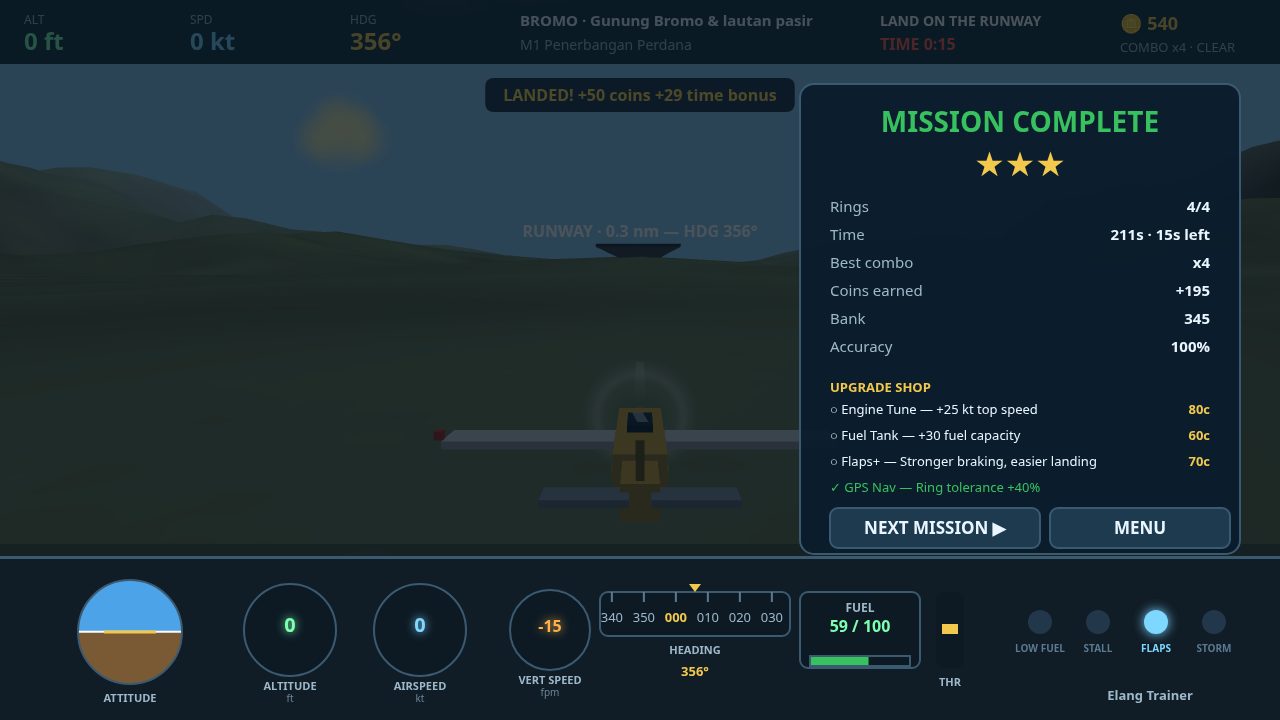 ALT
0 ft
SPD
0 kt
HDG
356°
BROMO · Gunung Bromo & lautan pasir
M1 Penerbangan Perdana
LAND ON THE RUNWAY
TIME 0:15
540
COMBO x4 · CLEAR
LANDED! +50 coins +29 time bonus
RUNWAY · 0.3 nm — HDG 356°
MISSION COMPLETE
★★★
Rings 4/4
Time 211s · 15s left
Best combo x4
Coins earned +195
Bank 345
Accuracy 100%
UPGRADE SHOP
○ Engine Tune — +25 kt top speed 80c
○ Fuel Tank — +30 fuel capacity 60c
○ Flaps+ — Stronger braking, easier landing 70c
✓ GPS Nav — Ring tolerance +40%
NEXT MISSION ▶
MENU
ATTITUDE
0
ALTITUDE
ft
0
AIRSPEED
kt
-15
VERT SPEED
fpm
340 350 000 010 020 030
HEADING
356°
FUEL
59 / 100
THR
LOW FUEL
STALL
FLAPS
STORM
Elang Trainer